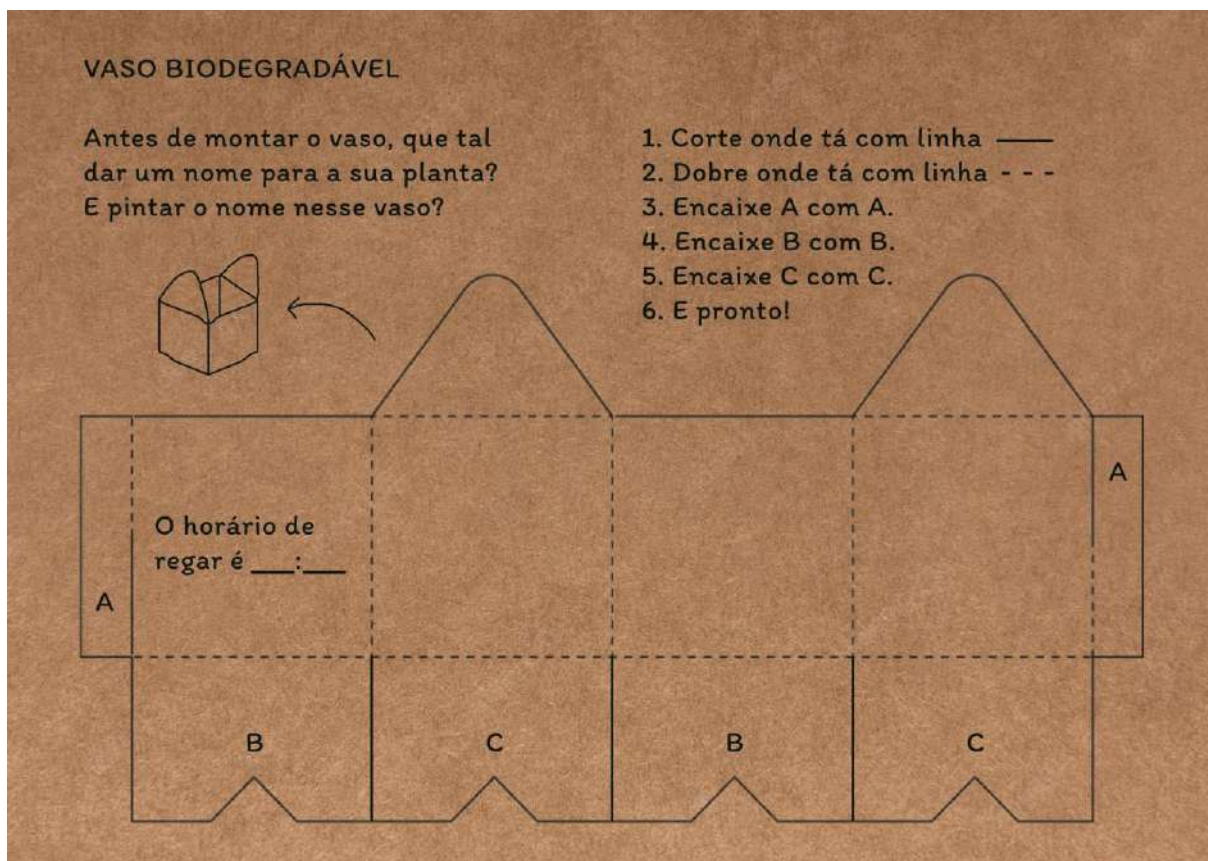 VASO BIODEGRADÁVEL
Antes de montar o vaso, que tal
dar um nome para a sua planta?
E pintar o nome nesse vaso?
1. Corte onde tá com linha ___
2. Dobre onde tá com linha - - -
3. Encaixe A com A.
4. Encaixe B com B.
5. Encaixe C com C.
6. E pronto!
A
O horário de
regar é ___:___
A
B
C
B
C